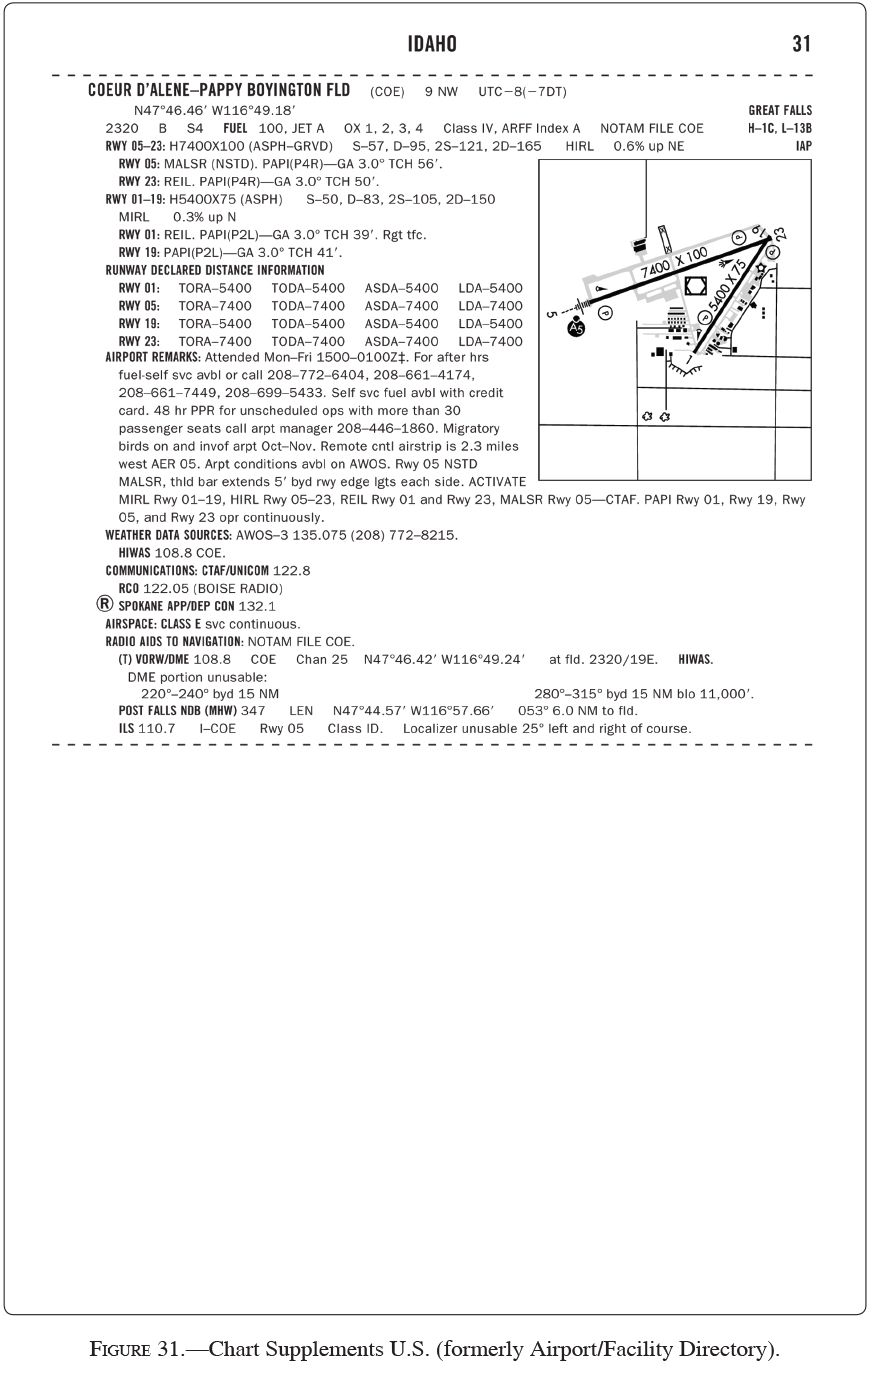 IDAHO 31
COEUR D'ALENE–PAPPY BOYINGTON FLD (COE) 9 NW UTC–8(–7DT)
N47°46.46' W116°49.18' GREAT FALLS
2320 B S4 FUEL 100, JET A OX 1, 2, 3, 4 Class IV, ARFF Index A NOTAM FILE COE H–1C, L–13B
RWY 05–23: H7400X100 (ASPH–GRVD) S–57, D–95, 2S–121, 2D–165 HIRL 0.6% up NE IAP
RWY 05: MALSR (NSTD). PAPI(P4R)—GA 3.0° TCH 56'.
RWY 23: REIL. PAPI(P4R)—GA 3.0° TCH 50'.
RWY 01–19: H5400X75 (ASPH) S–50, D–83, 2S–105, 2D–150
MIRL 0.3% up N
RWY 01: REIL. PAPI(P2L)—GA 3.0° TCH 39'. Rgt tfc.
RWY 19: PAPI(P2L)—GA 3.0° TCH 41'.
RUNWAY DECLARED DISTANCE INFORMATION
RWY 01: TORA–5400 TODA–5400 ASDA–5400 LDA–5400
RWY 05: TORA–7400 TODA–7400 ASDA–7400 LDA–7400
RWY 19: TORA–5400 TODA–5400 ASDA–5400 LDA–5400
RWY 23: TORA–7400 TODA–7400 ASDA–7400 LDA–7400
AIRPORT REMARKS: Attended Mon–Fri 1500–0100Z‡. For after hrs
fuel-self svc avbl or call 208–772–6404, 208–661–4174,
208–661–7449, 208–699–5433. Self svc fuel avbl with credit
card. 48 hr PPR for unscheduled ops with more than 30
passenger seats call arpt manager 208–446–1860. Migratory
birds on and invof arpt Oct–Nov. Remote cntl airstrip is 2.3 miles
west AER 05. Arpt conditions avbl on AWOS. Rwy 05 NSTD
MALSR, thld bar extends 5' byd rwy edge lgts each side. ACTIVATE
MIRL Rwy 01–19, HIRL Rwy 05–23, REIL Rwy 01 and Rwy 23, MALSR Rwy 05—CTAF. PAPI Rwy 01, Rwy 19, Rwy
05, and Rwy 23 opr continuously.
WEATHER DATA SOURCES: AWOS–3 135.075 (208) 772–8215.
HIWAS 108.8 COE.
COMMUNICATIONS: CTAF/UNICOM 122.8
RCO 122.05 (BOISE RADIO)
Ⓡ SPOKANE APP/DEP CON 132.1
AIRSPACE: CLASS E svc continuous.
RADIO AIDS TO NAVIGATION: NOTAM FILE COE.
(T) VORW/DME 108.8 COE Chan 25 N47°46.42' W116°49.24' at fld. 2320/19E. HIWAS.
DME portion unusable:
220°–240° byd 15 NM 280°–315° byd 15 NM blo 11,000'.
POST FALLS NDB (MHW) 347 LEN N47°44.57' W116°57.66' 053° 6.0 NM to fld.
ILS 110.7 I–COE Rwy 05 Class ID. Localizer unusable 25° left and right of course.
7400 X 100
5400 X 75
5
23
19
1
A5
P
P
P
P
FIGURE 31.—Chart Supplements U.S. (formerly Airport/Facility Directory).